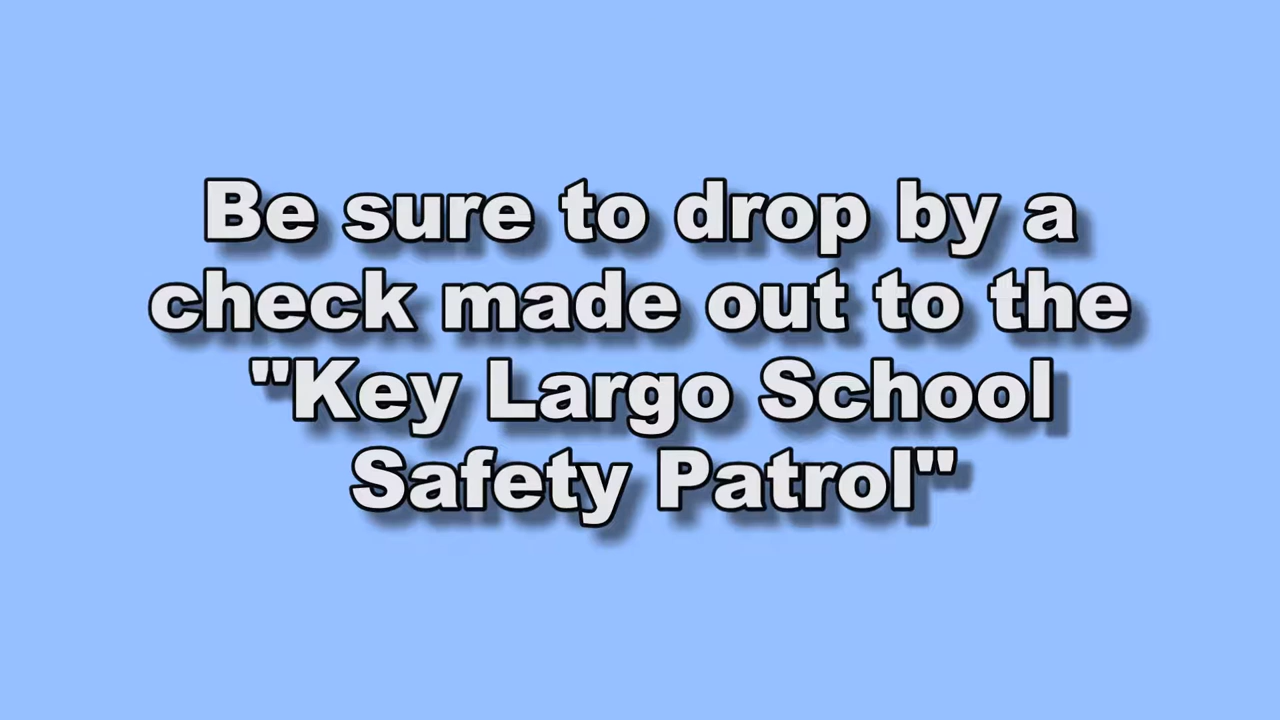 Be sure to drop by a
check made out to the
"Key Largo School
Safety Patrol"